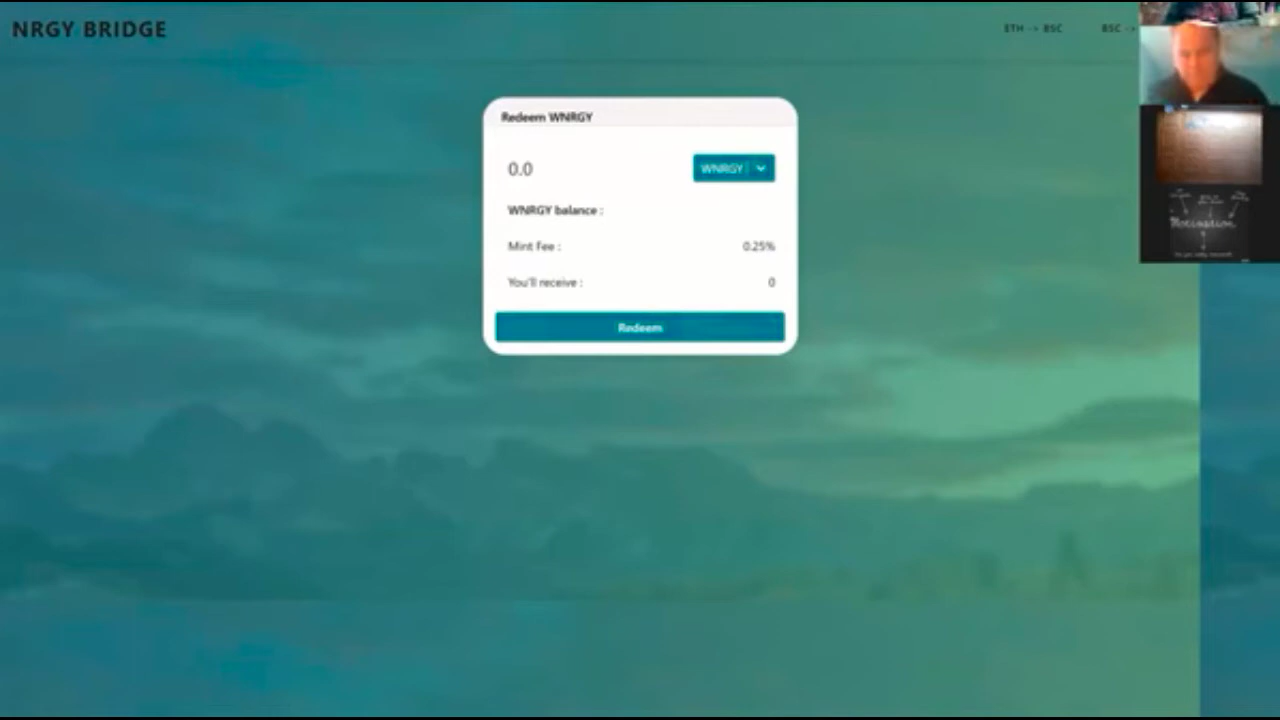 NRGY BRIDGE
ETH -> BSC
BSC ->
Redeem WNRGY
0.0
WNRGY
WNRGY balance :
Mint Fee :
0.25%
You'll receive :
0
Redeem
Motivation